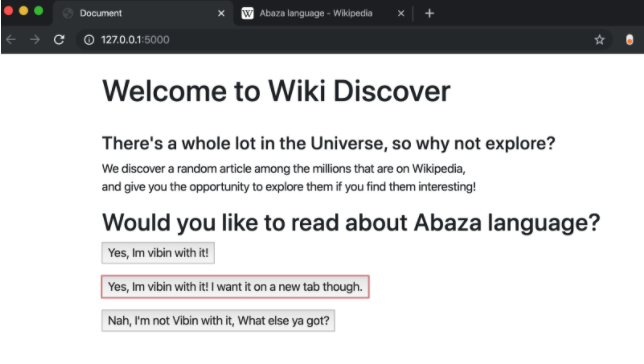 Document
Abaza language - Wikipedia
127.0.0.1:5000
Welcome to Wiki Discover
There's a whole lot in the Universe, so why not explore?
We discover a random article among the millions that are on Wikipedia,
and give you the opportunity to explore them if you find them interesting!
Would you like to read about Abaza language?
Yes, Im vibin with it!
Yes, Im vibin with it! I want it on a new tab though.
Nah, I'm not Vibin with it, What else ya got?